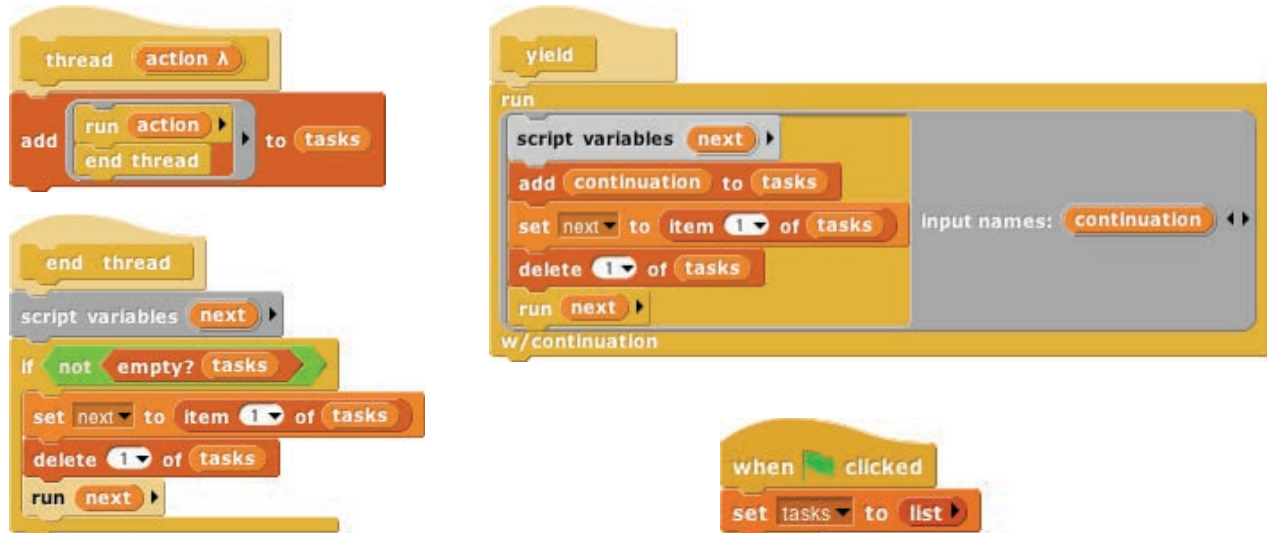 thread action λ
add run action to tasks
end thread
end thread
script variables next
if not empty? tasks
set next to item 1 of tasks
delete 1 of tasks
run next
yield
run
script variables next
add continuation to tasks
set next to item 1 of tasks
delete 1 of tasks
run next
input names: continuation
w/continuation
when clicked
set tasks to list